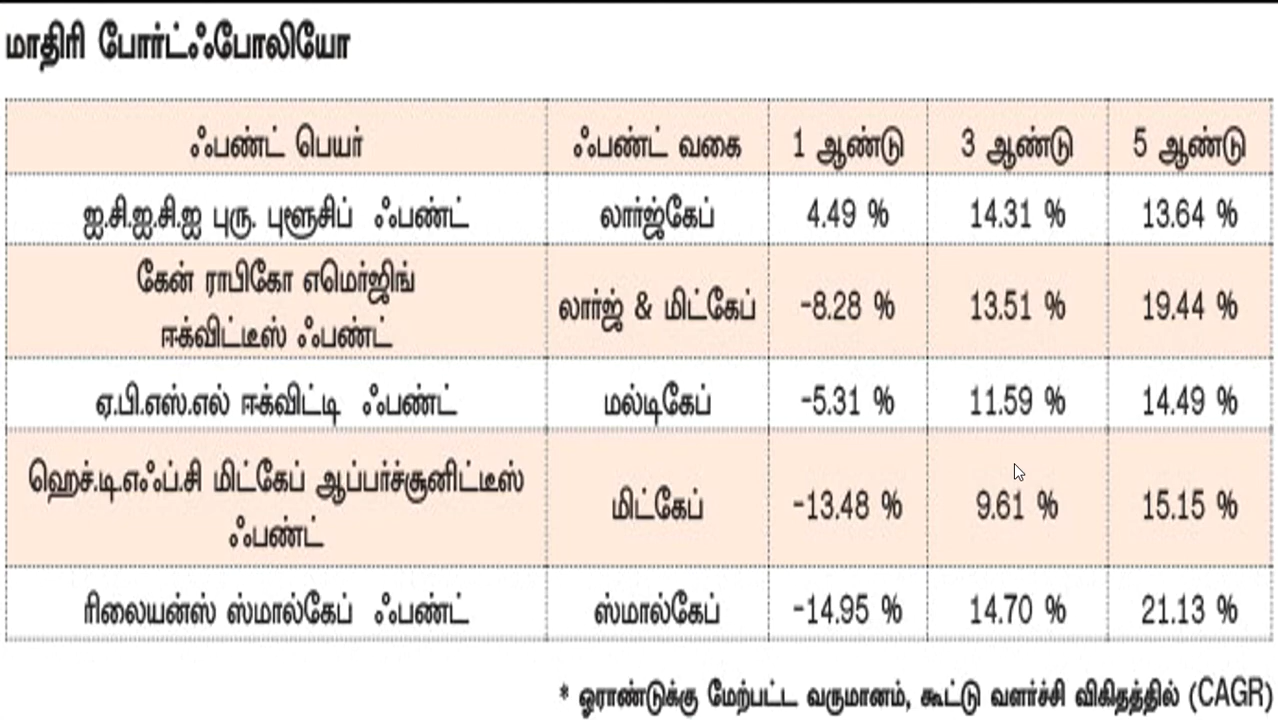 மாதிரி போர்ட்ஃபோலியோ
ஃபண்ட் பெயர் ஃபண்ட் வகை 1 ஆண்டு 3 ஆண்டு 5 ஆண்டு
ஐ.சி.ஐ.சி.ஐ புரு. புளூசிப் ஃபண்ட் லார்ஜ்கேப் 4.49 % 14.31 % 13.64 %
கேன் ராபிகோ எமெர்ஜிங்
ஈக்விட்டீஸ் ஃபண்ட் லார்ஜ் & மிட்கேப் -8.28 % 13.51 % 19.44 %
ஏ.பி.எஸ்.எல் ஈக்விட்டி ஃபண்ட் மல்டிகேப் -5.31 % 11.59 % 14.49 %
ஹெச்.டி.எஃப்.சி மிட்கேப் ஆப்பர்ச்சூனிட்டீஸ்
ஃபண்ட் மிட்கேப் -13.48 % 9.61 % 15.15 %
ரிலையன்ஸ் ஸ்மால்கேப் ஃபண்ட் ஸ்மால்கேப் -14.95 % 14.70 % 21.13 %
* ஓராண்டுக்கு மேற்பட்ட வருமானம், கூட்டு வளர்ச்சி விகிதத்தில் (CAGR)